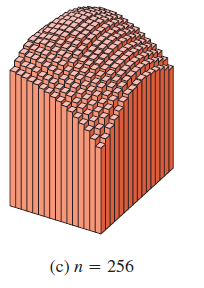 (c) n = 256